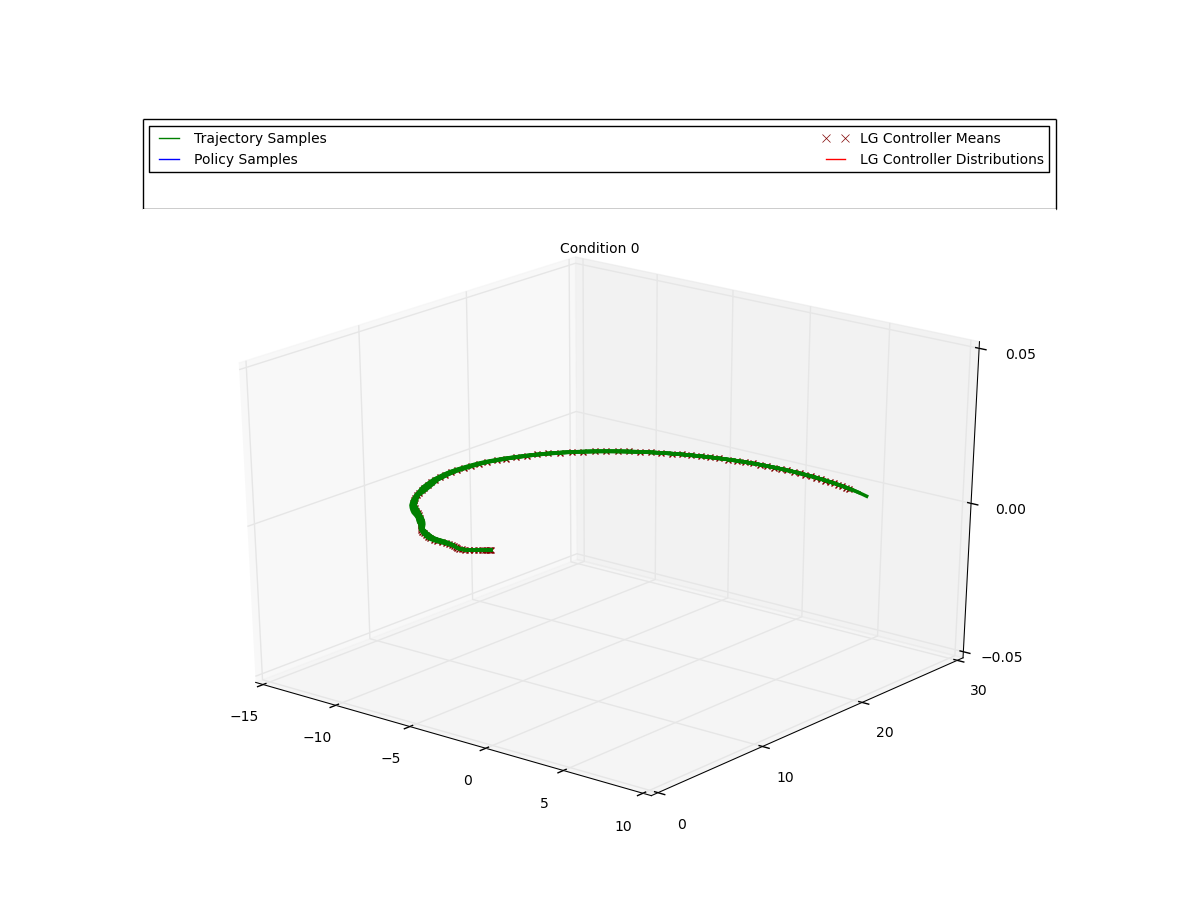 Trajectory Samples
Policy Samples
LG Controller Means
LG Controller Distributions
Condition 0
0.05
0.00
−0.05
30
20
10
0
−15
−10
−5
0
5
10